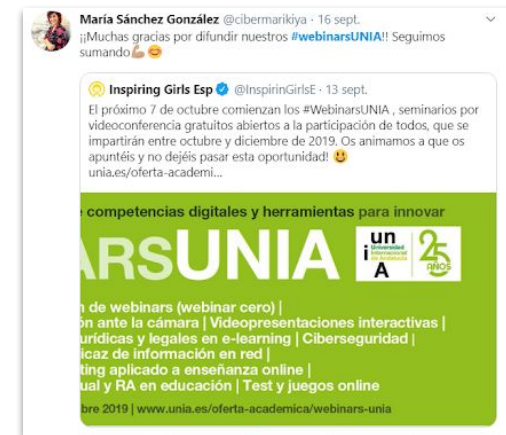 María Sánchez González @cibermarikiya · 16 sept.
¡¡Muchas gracias por difundir nuestros #webinarsUNIA!! Seguimos
sumando💪😊
Inspiring Girls Esp @InspirinGirlsE · 13 sept.
El próximo 7 de octubre comienzan los #WebinarsUNIA , seminarios por
videoconferencia gratuitos abiertos a la participación de todos, que se
impartirán entre octubre y diciembre de 2019. Os animamos a que os
apuntéis y no dejéis pasar esta oportunidad! 😃
unia.es/oferta-academi...
competencias digitales y herramientas para innovar
ARSUNIA
un
i
A
Universidad
Internacional
de Andalucía
25
AÑOS
n de webinars (webinar cero) |
ón ante la cámara | Videopresentaciones interactivas |
urídicas y legales en e-learning | Ciberseguridad |
icaz de información en red |
ting aplicado a enseñanza online |
ual y RA en educación | Test y juegos online
bre 2019 | www.unia.es/oferta-academica/webinars-unia